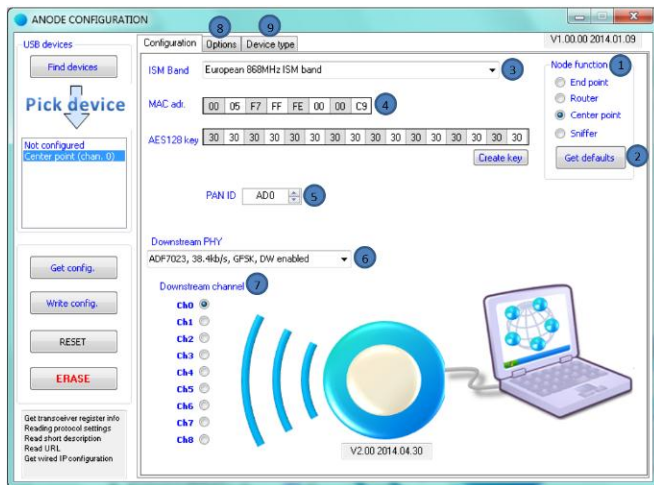 ANODE CONFIGURATION
USB devices
Find devices
Pick device
Not configured
Center point (chan. 0)
Get config.
Write config.
RESET
ERASE
Get transceiver register info
Reading protocol settings
Read short description
Read URL
Get wired IP configuration
8
9
Configuration Options Device type
ISM Band European 868MHz ISM band 3
MAC adr. 00 05 F7 FF FE 00 00 C9 4
AES128 key 30 30 30 30 30 30 30 30 30 30 30 30 30 30 30 30
Create key
PAN ID AD0 5
Downstream PHY
ADF7023, 38.4kb/s, GFSK, DW enabled 6
Downstream channel 7
Ch0
Ch1
Ch2
Ch3
Ch4
Ch5
Ch6
Ch7
Ch8
V2.00 2014.04.30
V1.00.00 2014.01.09
Node function 1
End point
Router
Center point
Sniffer
Get defaults 2